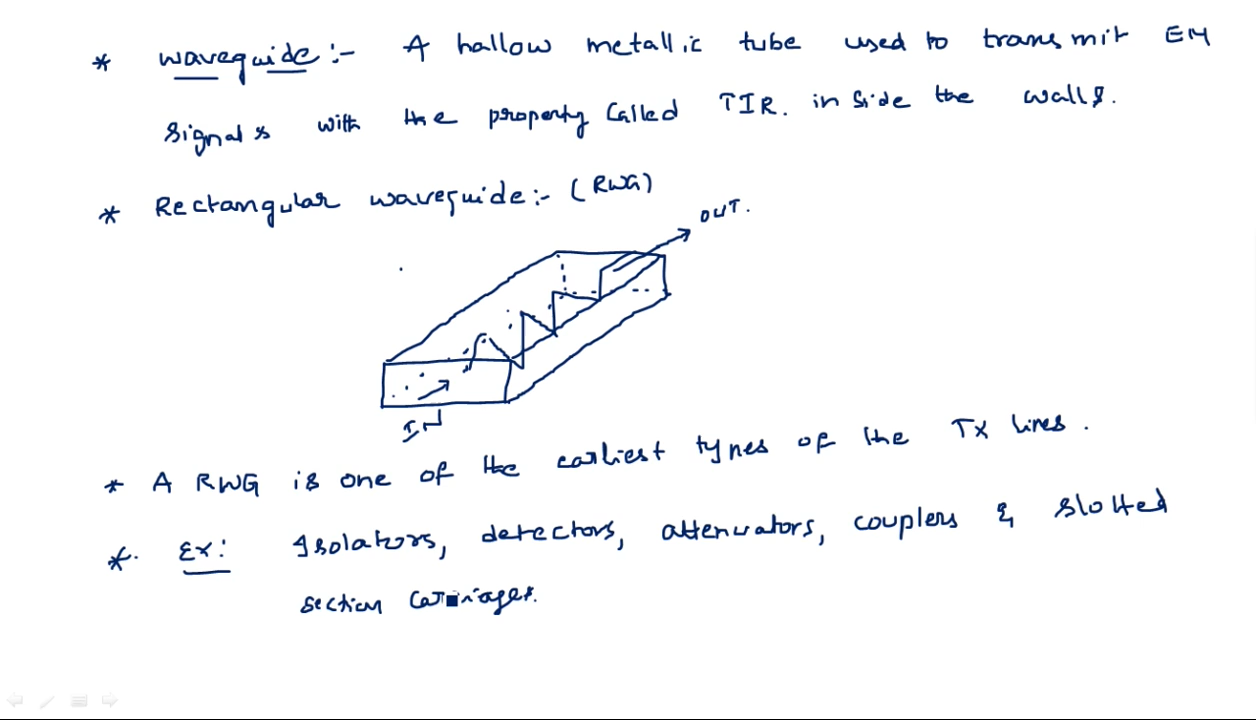 * waveguide :- A hallow metallic tube used to transmit EM
signals with the property called TIR. inside the walls.
* Rectangular waveguide:- (RWG)
OUT.
IN
* A RWG is one of the earliest types of the Tx lines.
* Ex: Isolators, detectors, attenuators, couplers & slotted
section carriages.